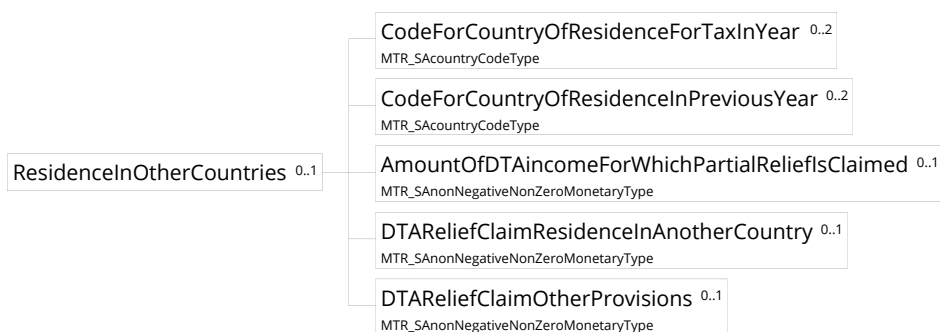 CodeForCountryOfResidenceForTaxInYear 0..2
MTR_SAcountryCodeType
CodeForCountryOfResidenceInPreviousYear 0..2
MTR_SAcountryCodeType
ResidenceInOtherCountries 0..1
AmountOfDTAincomeForWhichPartialReliefIsClaimed 0..1
MTR_SAnonNegativeNonZeroMonetaryType
DTAReliefClaimResidenceInAnotherCountry 0..1
MTR_SAnonNegativeNonZeroMonetaryType
DTAReliefClaimOtherProvisions 0..1
MTR_SAnonNegativeNonZeroMonetaryType